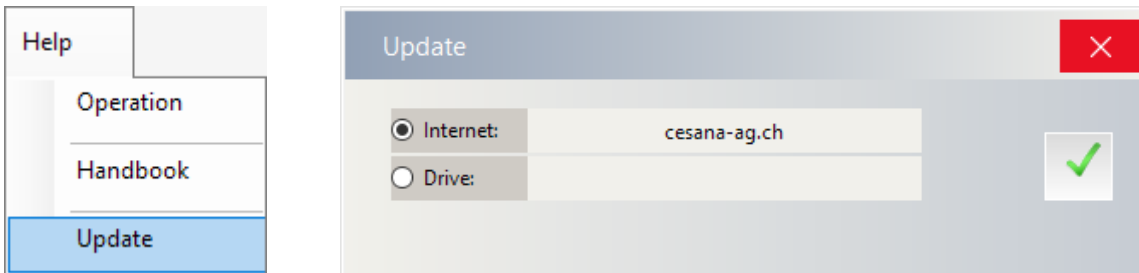 Help
Operation
Handbook
Update
Update
Internet: cesana-ag.ch
Drive: